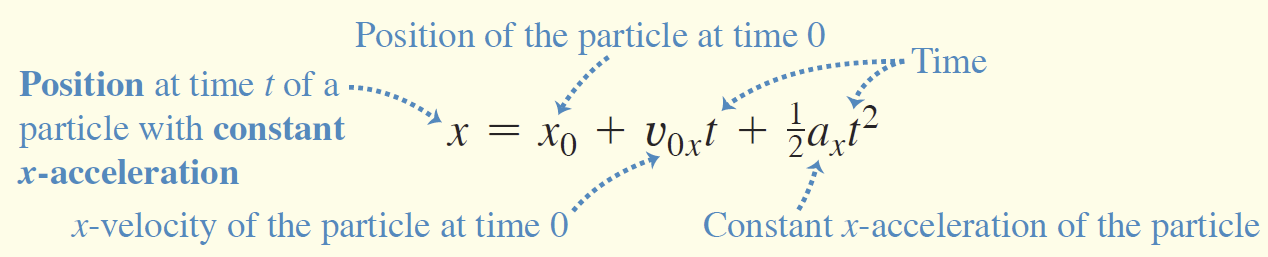 Position of the particle at time 0
Time
Position at time t of a
particle with constant
x-acceleration
x = x₀ + v₀ₓt + ½aₓt²
x-velocity of the particle at time 0
Constant x-acceleration of the particle